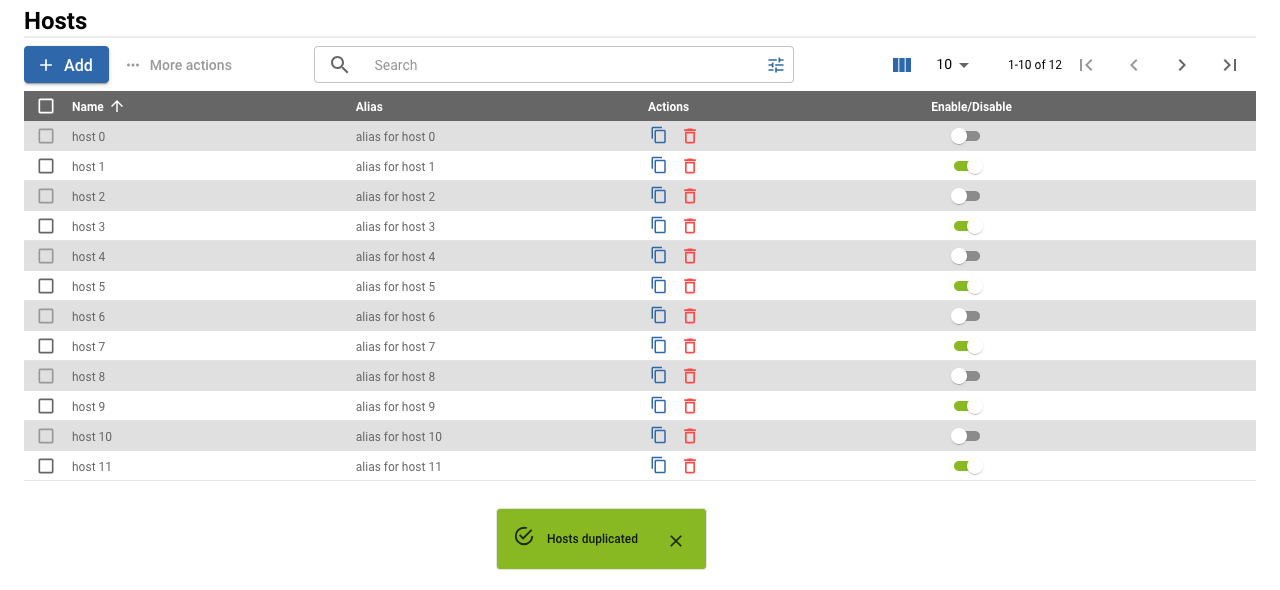 Hosts
Add
More actions
Search
10
1-10 of 12
Name Alias Actions Enable/Disable
host 0 alias for host 0
host 1 alias for host 1
host 2 alias for host 2
host 3 alias for host 3
host 4 alias for host 4
host 5 alias for host 5
host 6 alias for host 6
host 7 alias for host 7
host 8 alias for host 8
host 9 alias for host 9
host 10 alias for host 10
host 11 alias for host 11
Hosts duplicated